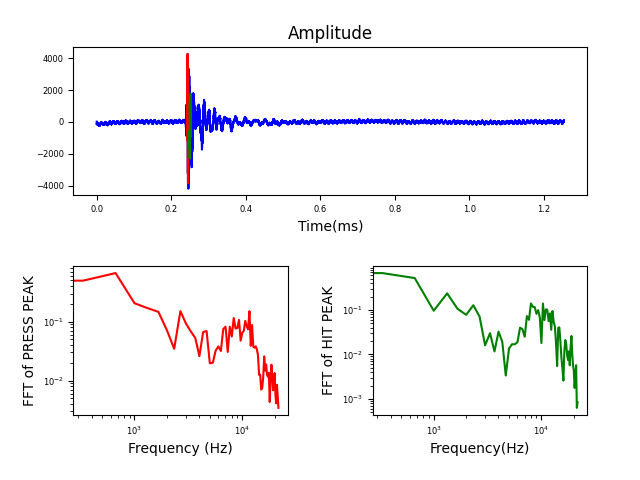 Amplitude
4000
2000
0
−2000
−4000
0.0 0.2 0.4 0.6 0.8 1.0 1.2
Time(ms)
FFT of PRESS PEAK
10⁻¹
10⁻²
10³ 10⁴
Frequency (Hz)
FFT of HIT PEAK
10⁻¹
10⁻²
10⁻³
10³ 10⁴
Frequency(Hz)